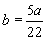 b = 5a/22